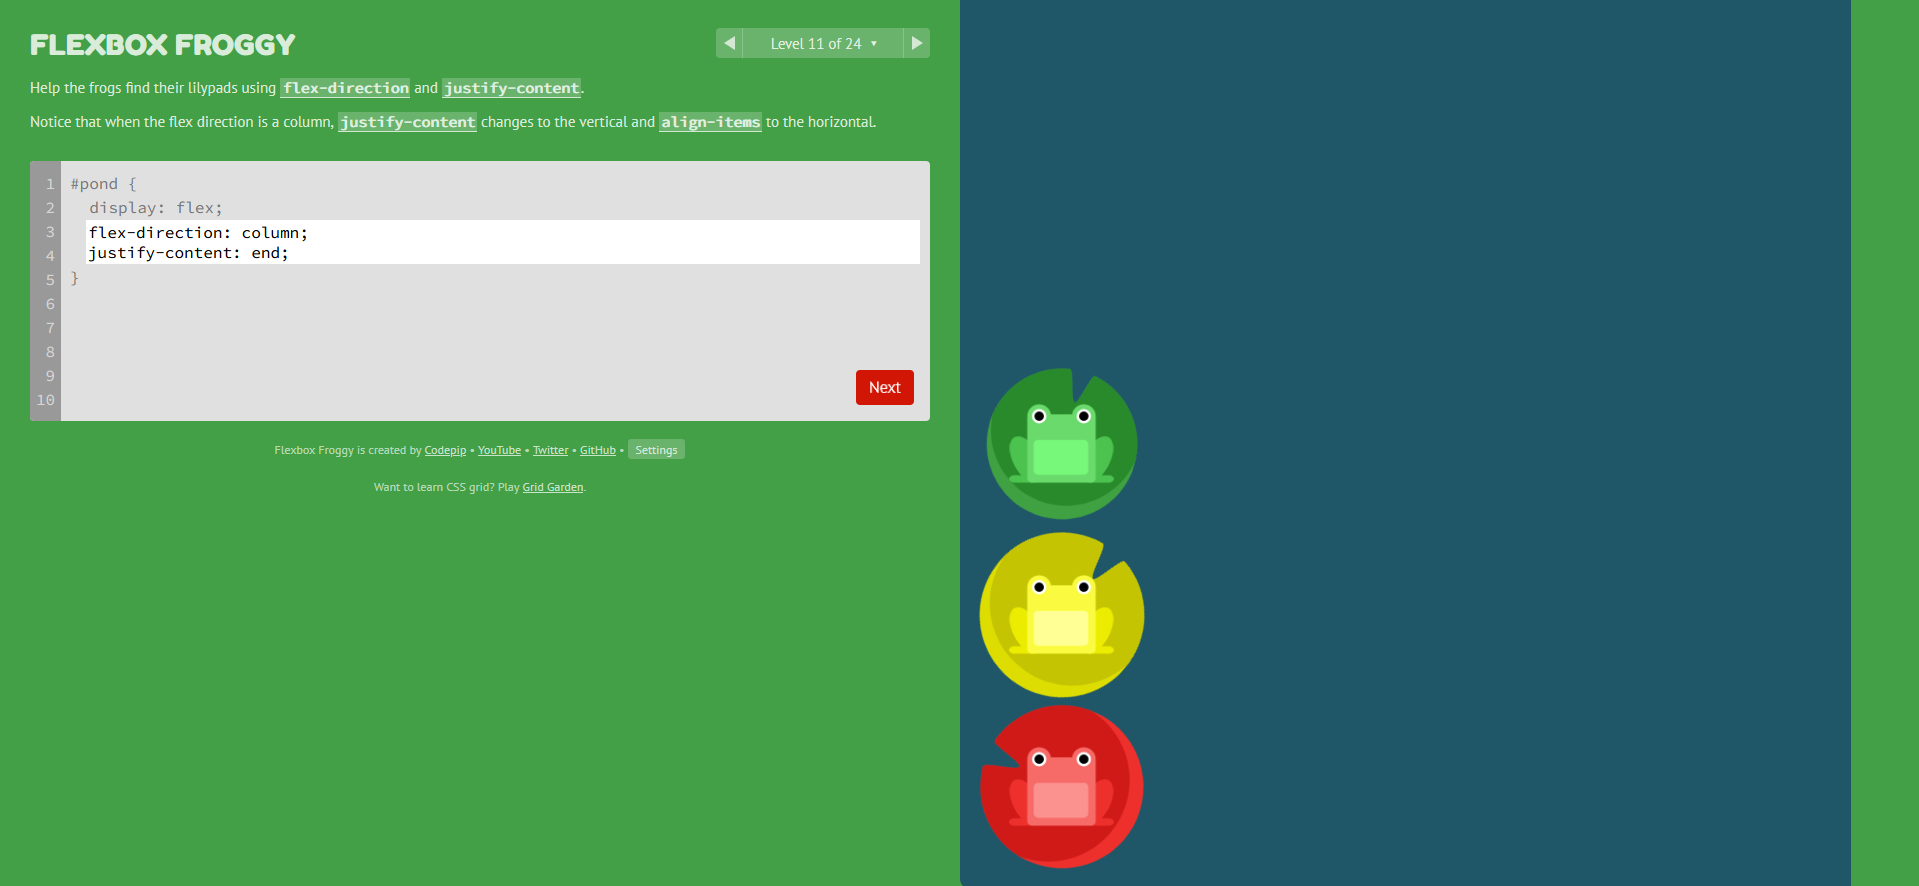 FLEXBOX FROGGY
Level 11 of 24 ▾
Help the frogs find their lilypads using flex-direction and justify-content.
Notice that when the flex direction is a column, justify-content changes to the vertical and align-items to the horizontal.
1 #pond {
2 display: flex;
3 flex-direction: column;
4 justify-content: end;
5 }
6
7
8
9
10
Next
Flexbox Froggy is created by Codepip • YouTube • Twitter • GitHub • Settings
Want to learn CSS grid? Play Grid Garden.